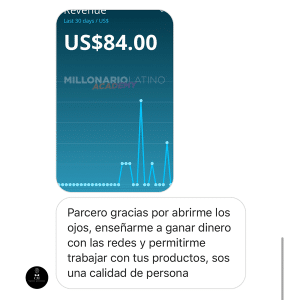 Revenue
Last 30 days / US$
US$84.00
MILLONARIOLATINO
ACADEMY
Parcero gracias por abrirme los
ojos, enseñarme a ganar dinero
con las redes y permitirme
trabajar con tus productos, sos
una calidad de persona